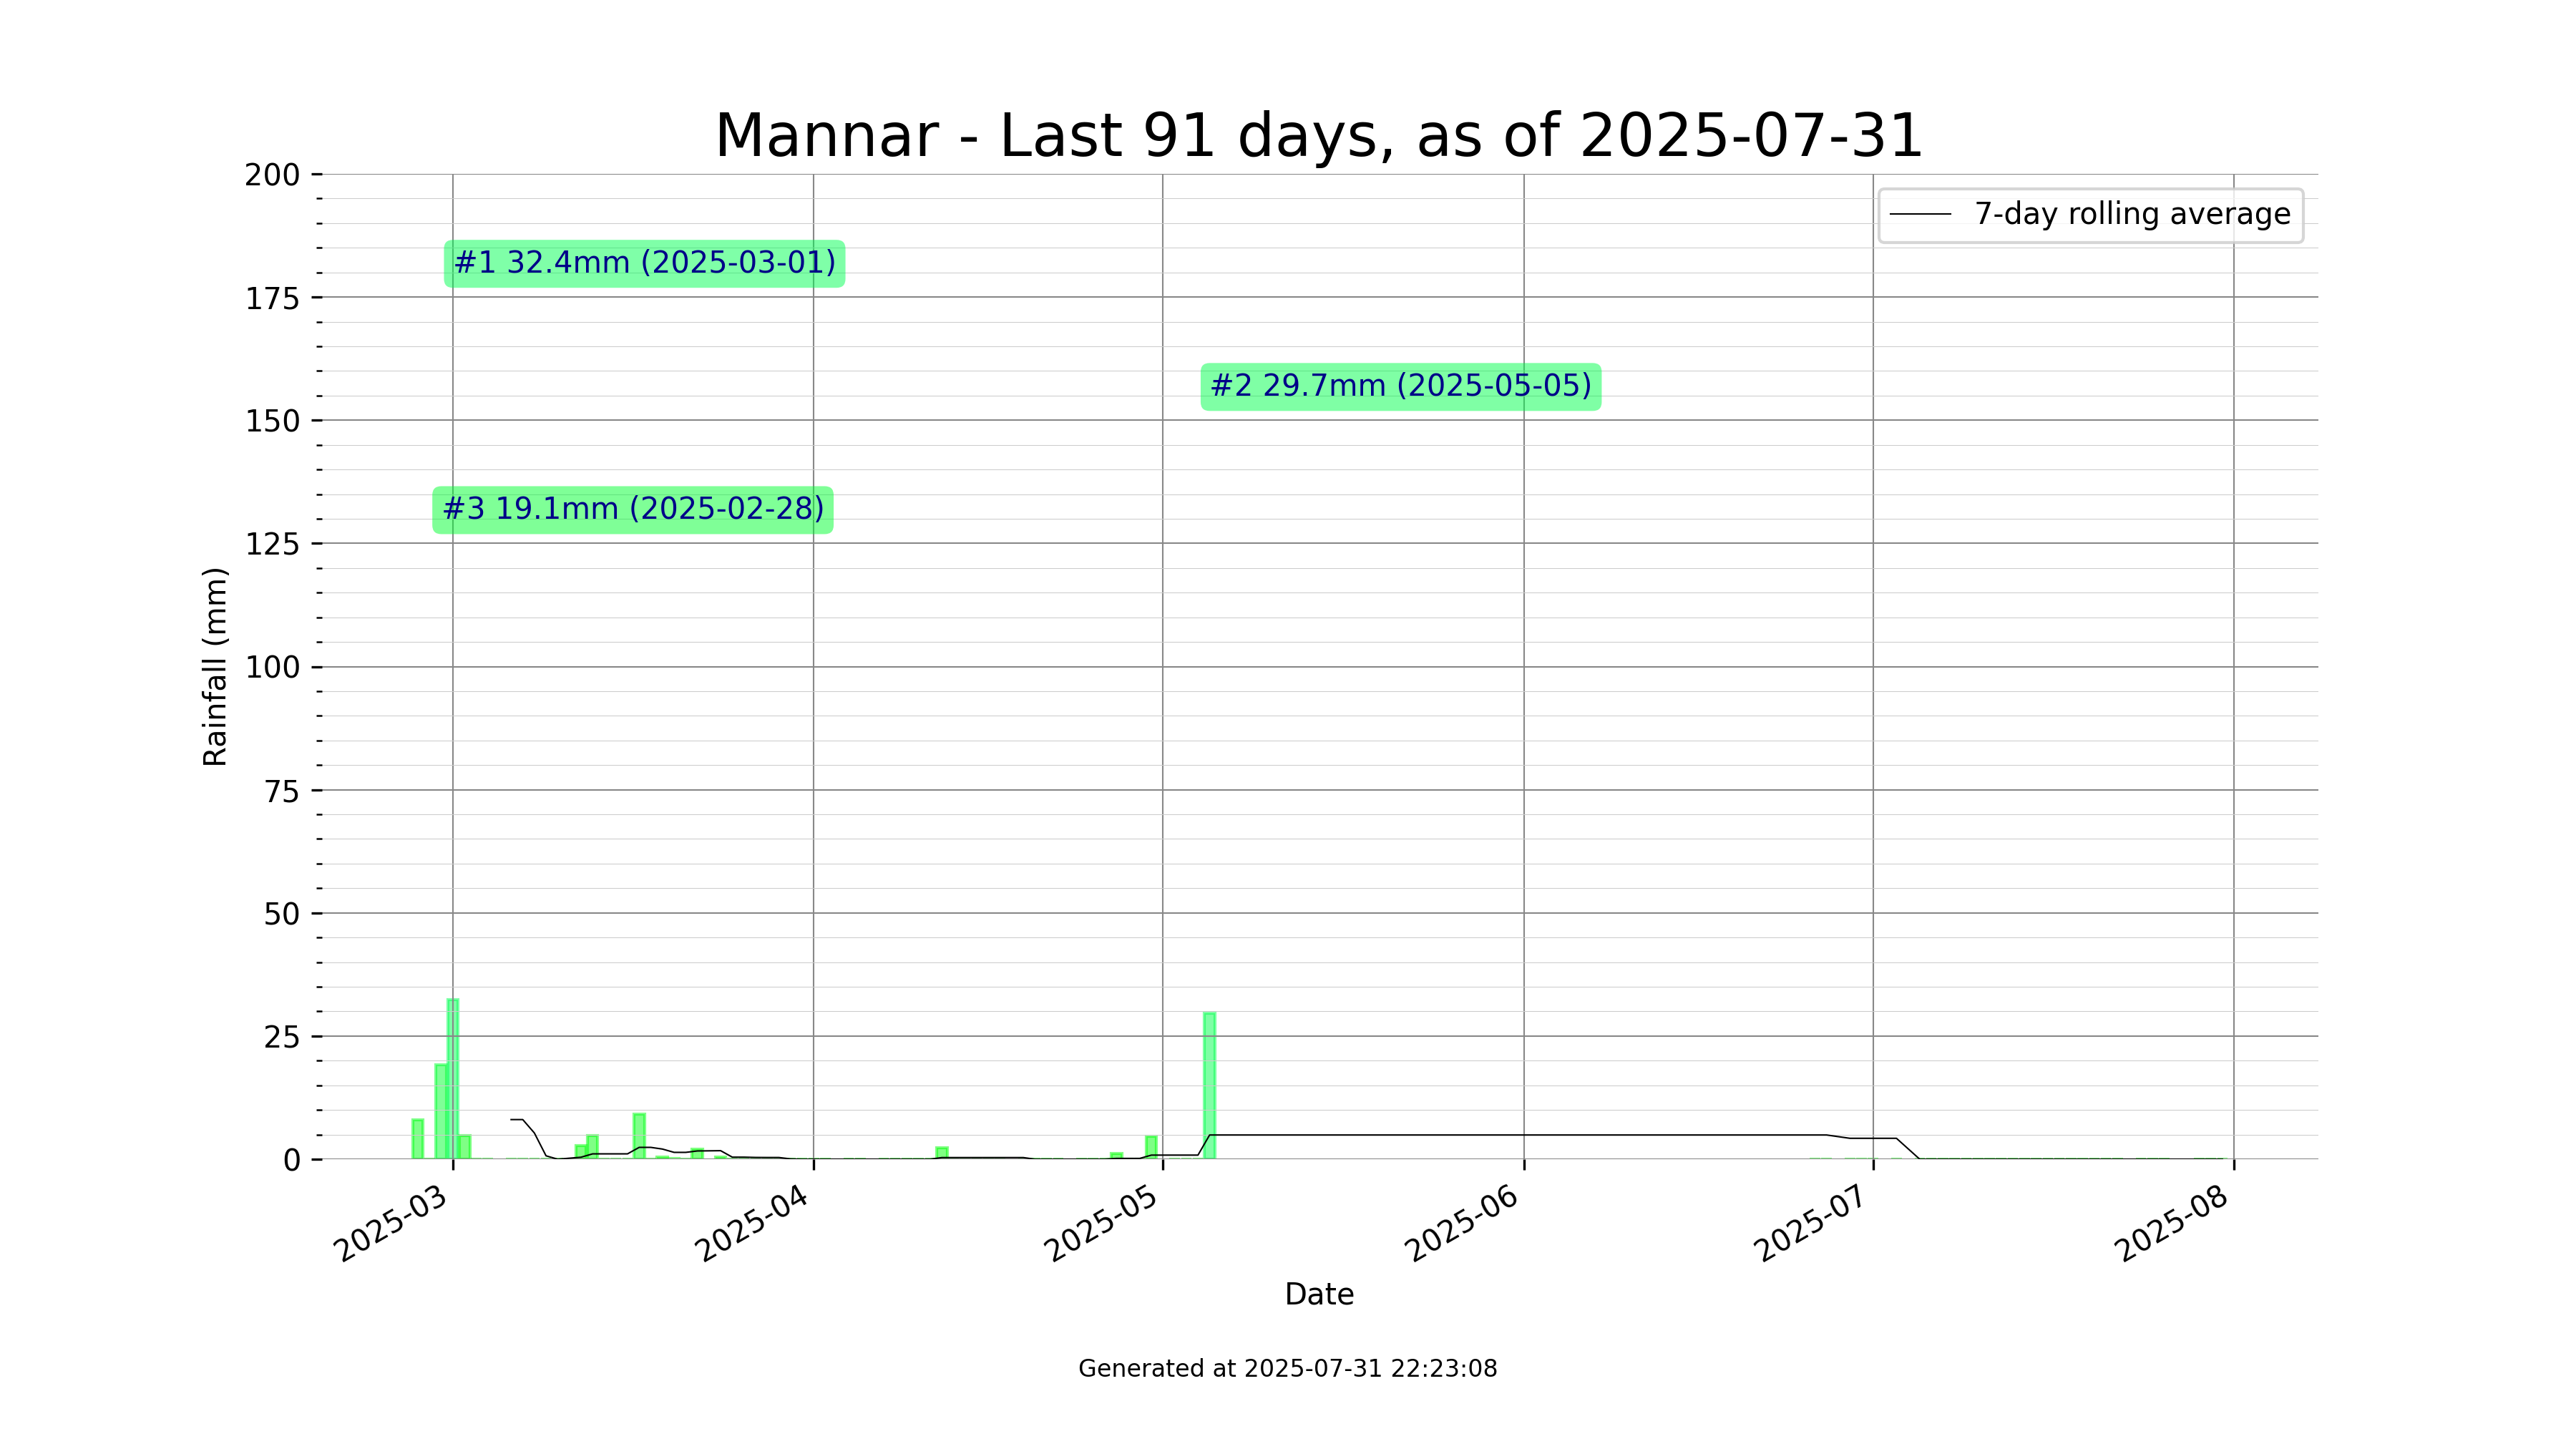 Mannar - Last 91 days, as of 2025-07-31
200
175
150
125
100
75
50
25
0
Rainfall (mm)
7-day rolling average
#1 32.4mm (2025-03-01)
#2 29.7mm (2025-05-05)
#3 19.1mm (2025-02-28)
2025-03
2025-04
2025-05
2025-06
2025-07
2025-08
Date
Generated at 2025-07-31 22:23:08